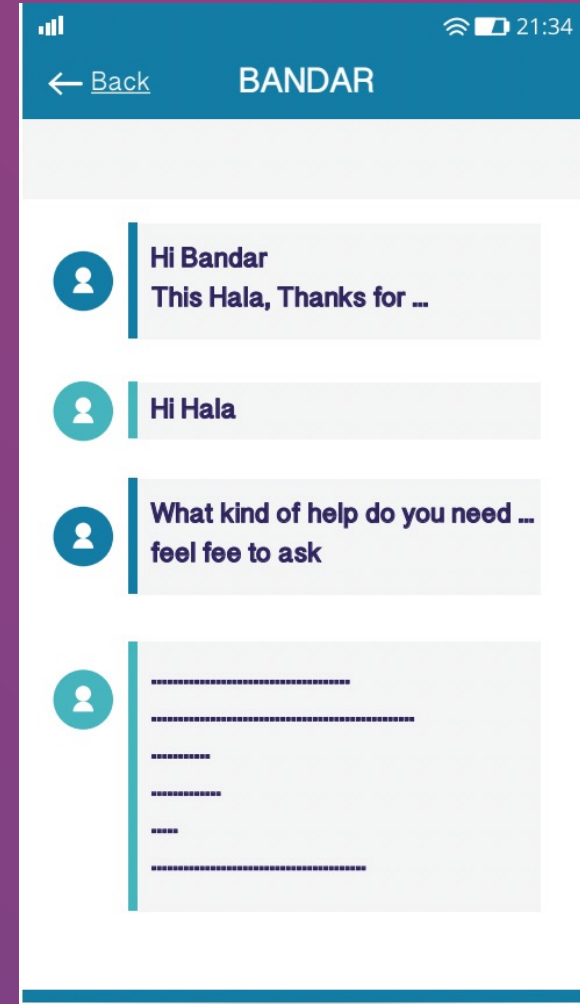 21:34
← Back
BANDAR
Hi Bandar
This Hala, Thanks for ...
Hi Hala
What kind of help do you need ...
feel fee to ask